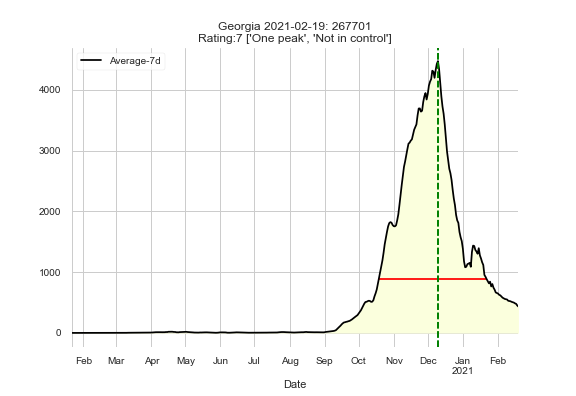 Georgia 2021-02-19: 267701
Rating:7 ['One peak', 'Not in control']
Average-7d
4000
3000
2000
1000
0
Feb Mar Apr May Jun Jul Aug Sep Oct Nov Dec Jan Feb
2021
Date